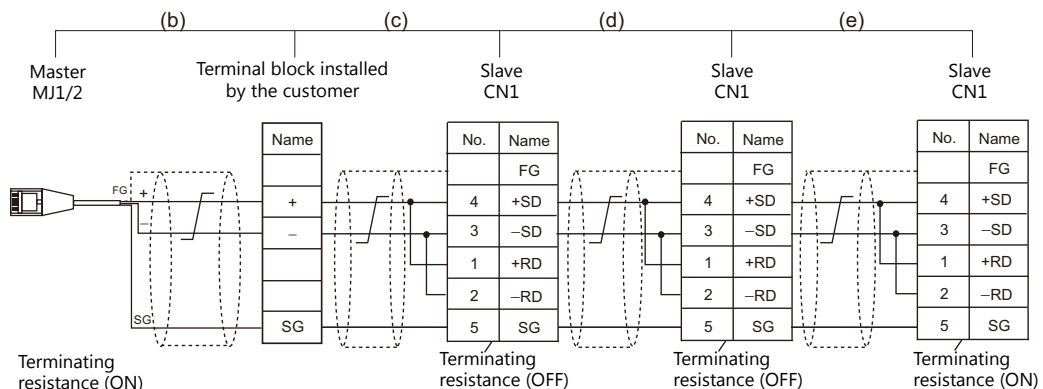 (b) (c) (d) (e)
Master
MJ1/2
Terminal block installed
by the customer
Slave
CN1
Slave
CN1
Slave
CN1
FG
+
−
SG
Name
+
−
SG
No. Name
FG
4 +SD
3 −SD
1 +RD
2 −RD
5 SG
No. Name
FG
4 +SD
3 −SD
1 +RD
2 −RD
5 SG
No. Name
FG
4 +SD
3 −SD
1 +RD
2 −RD
5 SG
Terminating
resistance (ON)
Terminating
resistance (OFF)
Terminating
resistance (OFF)
Terminating
resistance (ON)